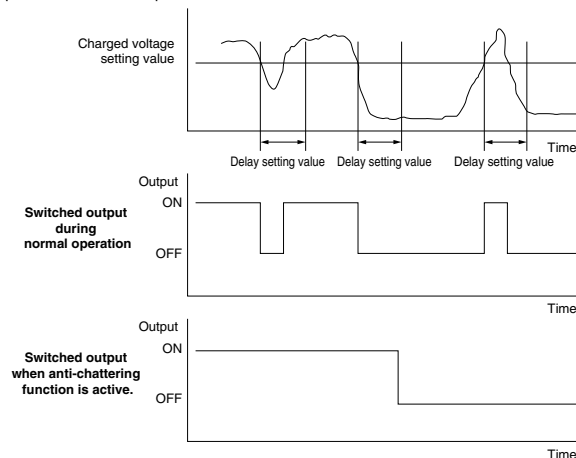 Charged voltage
setting value
Time
Delay setting value Delay setting value Delay setting value
Output
ON
Switched output
during
normal operation
OFF
Time
Output
ON
Switched output
when anti-chattering
function is active.
OFF
Time